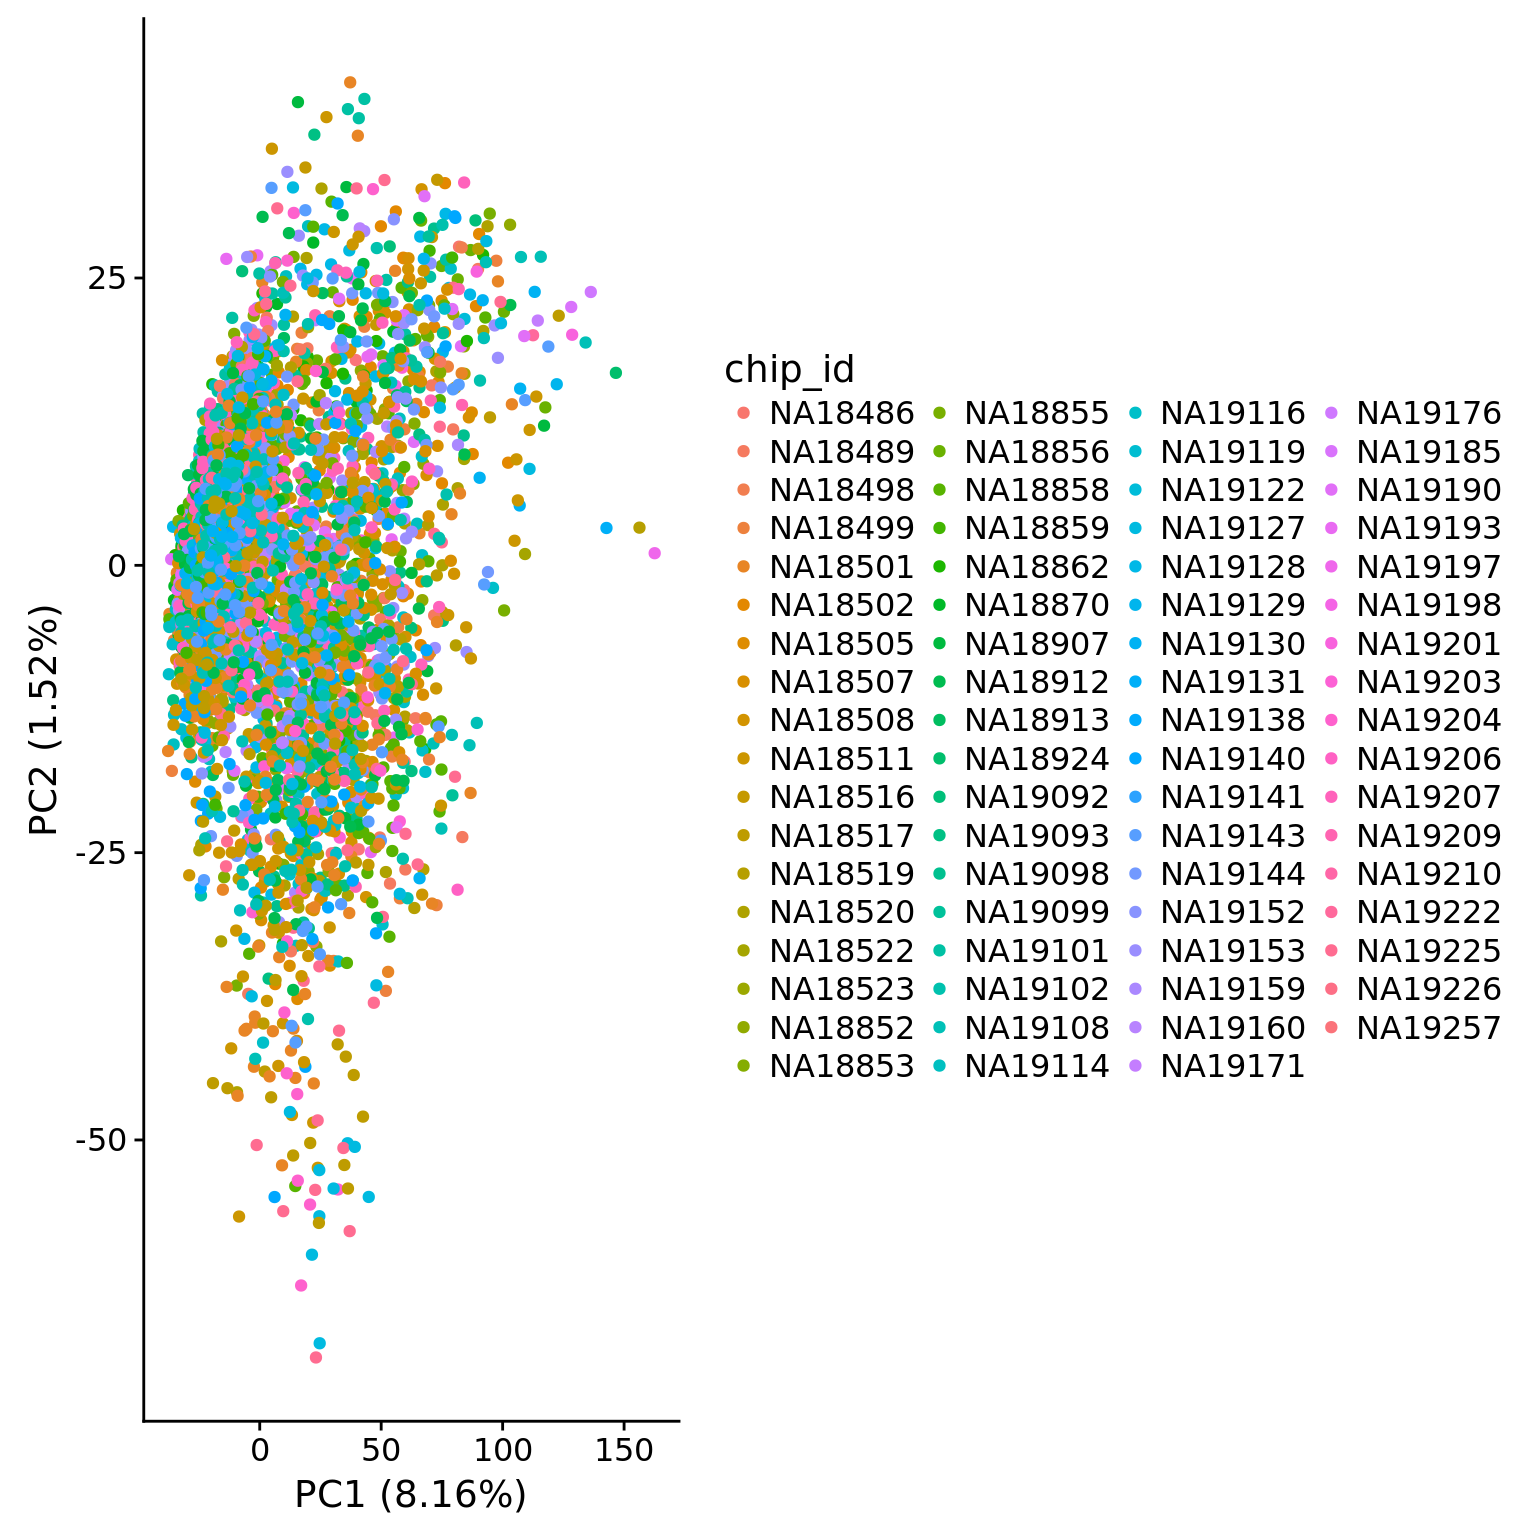 25
0
-25
-50
PC2 (1.52%)
0 50 100 150
PC1 (8.16%)
chip_id
NA18486 NA18855 NA19116 NA19176
NA18489 NA18856 NA19119 NA19185
NA18498 NA18858 NA19122 NA19190
NA18499 NA18859 NA19127 NA19193
NA18501 NA18862 NA19128 NA19197
NA18502 NA18870 NA19129 NA19198
NA18505 NA18907 NA19130 NA19201
NA18507 NA18912 NA19131 NA19203
NA18508 NA18913 NA19138 NA19204
NA18511 NA18924 NA19140 NA19206
NA18516 NA19092 NA19141 NA19207
NA18517 NA19093 NA19143 NA19209
NA18519 NA19098 NA19144 NA19210
NA18520 NA19099 NA19152 NA19222
NA18522 NA19101 NA19153 NA19225
NA18523 NA19102 NA19159 NA19226
NA18852 NA19108 NA19160 NA19257
NA18853 NA19114 NA19171